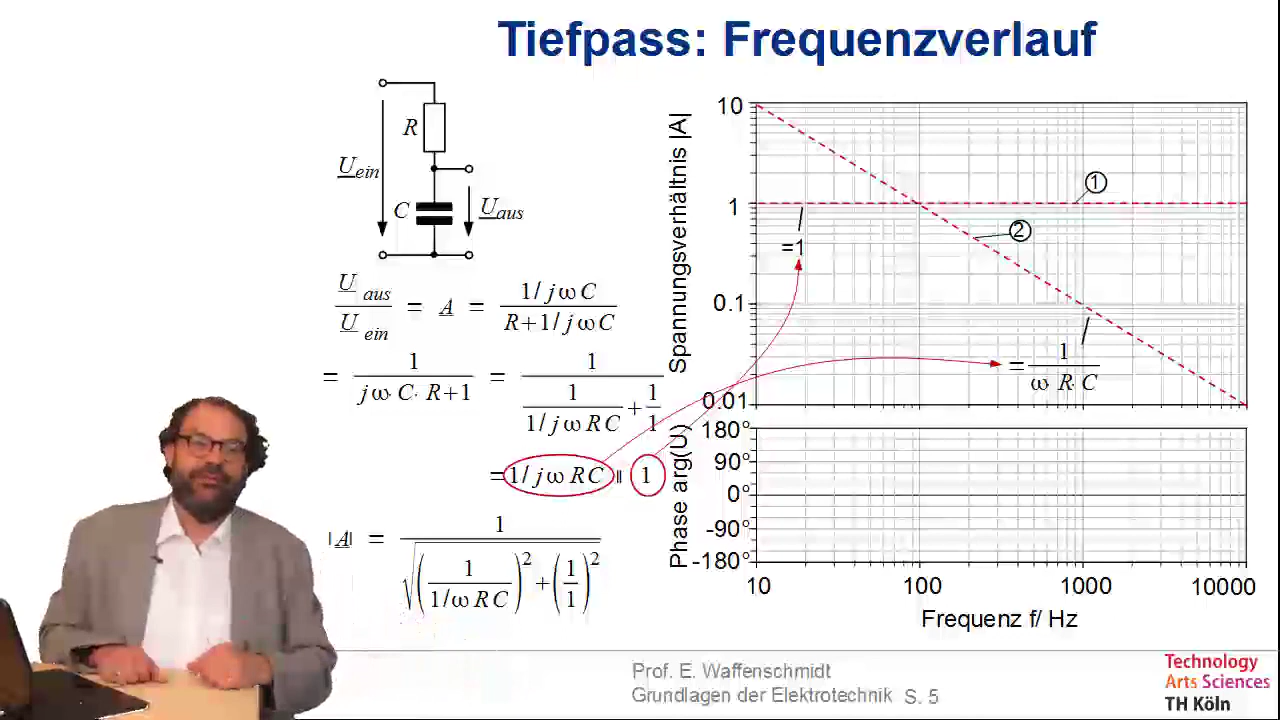 Tiefpass: Frequenzverlauf
R
U_ein
C
U_aus
U_aus / U_ein = A = (1/jωC) / (R+1/jωC)
= 1 / (jω·C·R+1) = 1 / (1/(1/jωRC) + 1/1)
= 1/jωRC || 1
|A| = 1 / √((1/(1/ωRC))² + (1/1)²)
Spannungsverhältnis |A|
10
1
0.1
0.01
①
②
=1
= 1 / (ω·R·C)
Phase arg(U)
180°
90°
0°
-90°
-180°
10 100 1000 10000
Frequenz f/ Hz
Prof. E. Waffenschmidt
Grundlagen der Elektrotechnik S. 5
Technology
Arts Sciences
TH Köln